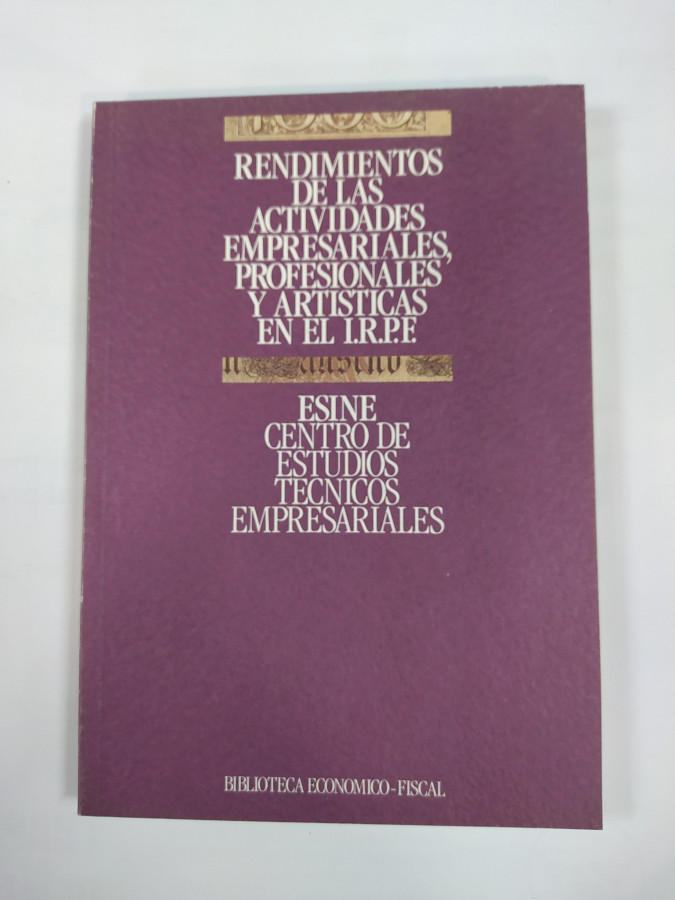 RENDIMIENTOS
DE LAS
ACTIVIDADES
EMPRESARIALES,
PROFESIONALES
Y ARTISTICAS
EN EL I.R.P.F.
ESINE
CENTRO DE
ESTUDIOS
TECNICOS
EMPRESARIALES
BIBLIOTECA ECONOMICO-FISCAL